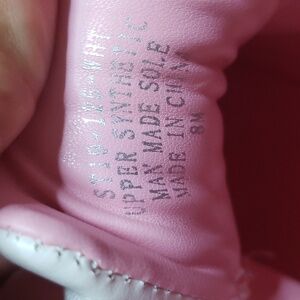 UPPER SYNTHETIC
MAN MADE SOLE
MADE IN CHINA
8M